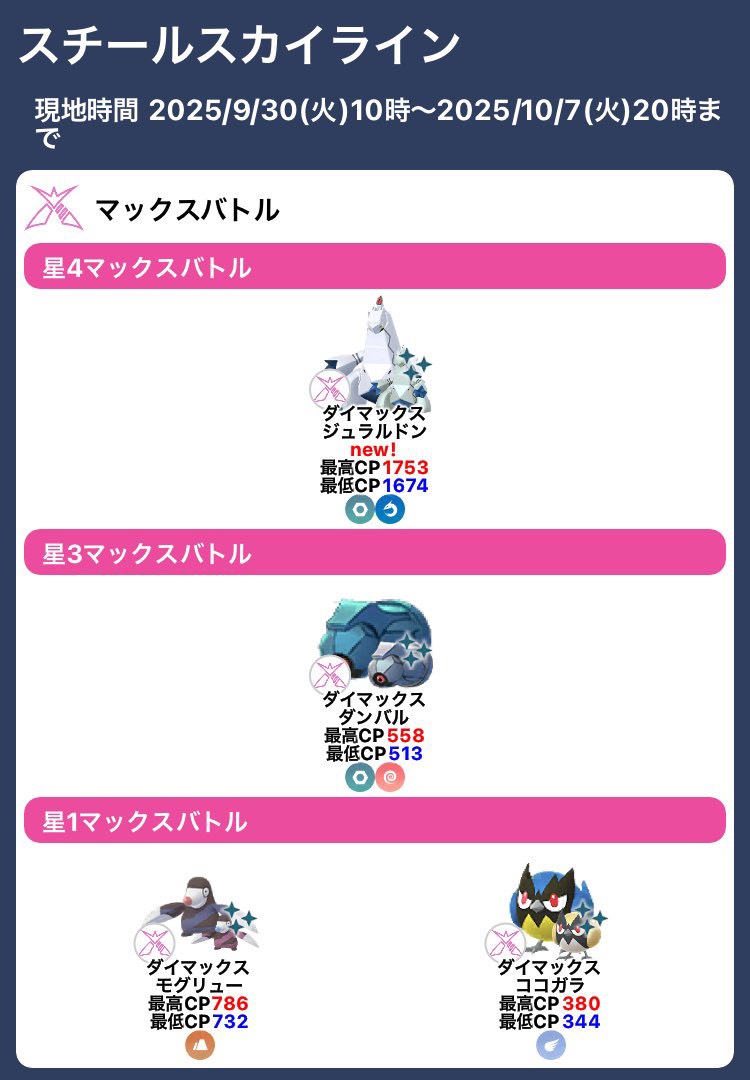 スチールスカイライン
現地時間 2025/9/30(火)10時〜2025/10/7(火)20時ま
で
マックスバトル
星4マックスバトル
ダイマックス
ジュラルドン
new!
最高CP1753
最低CP1674
星3マックスバトル
ダイマックス
ダンバル
最高CP558
最低CP513
星1マックスバトル
ダイマックス
モグリュー
最高CP786
最低CP732
ダイマックス
ココガラ
最高CP380
最低CP344